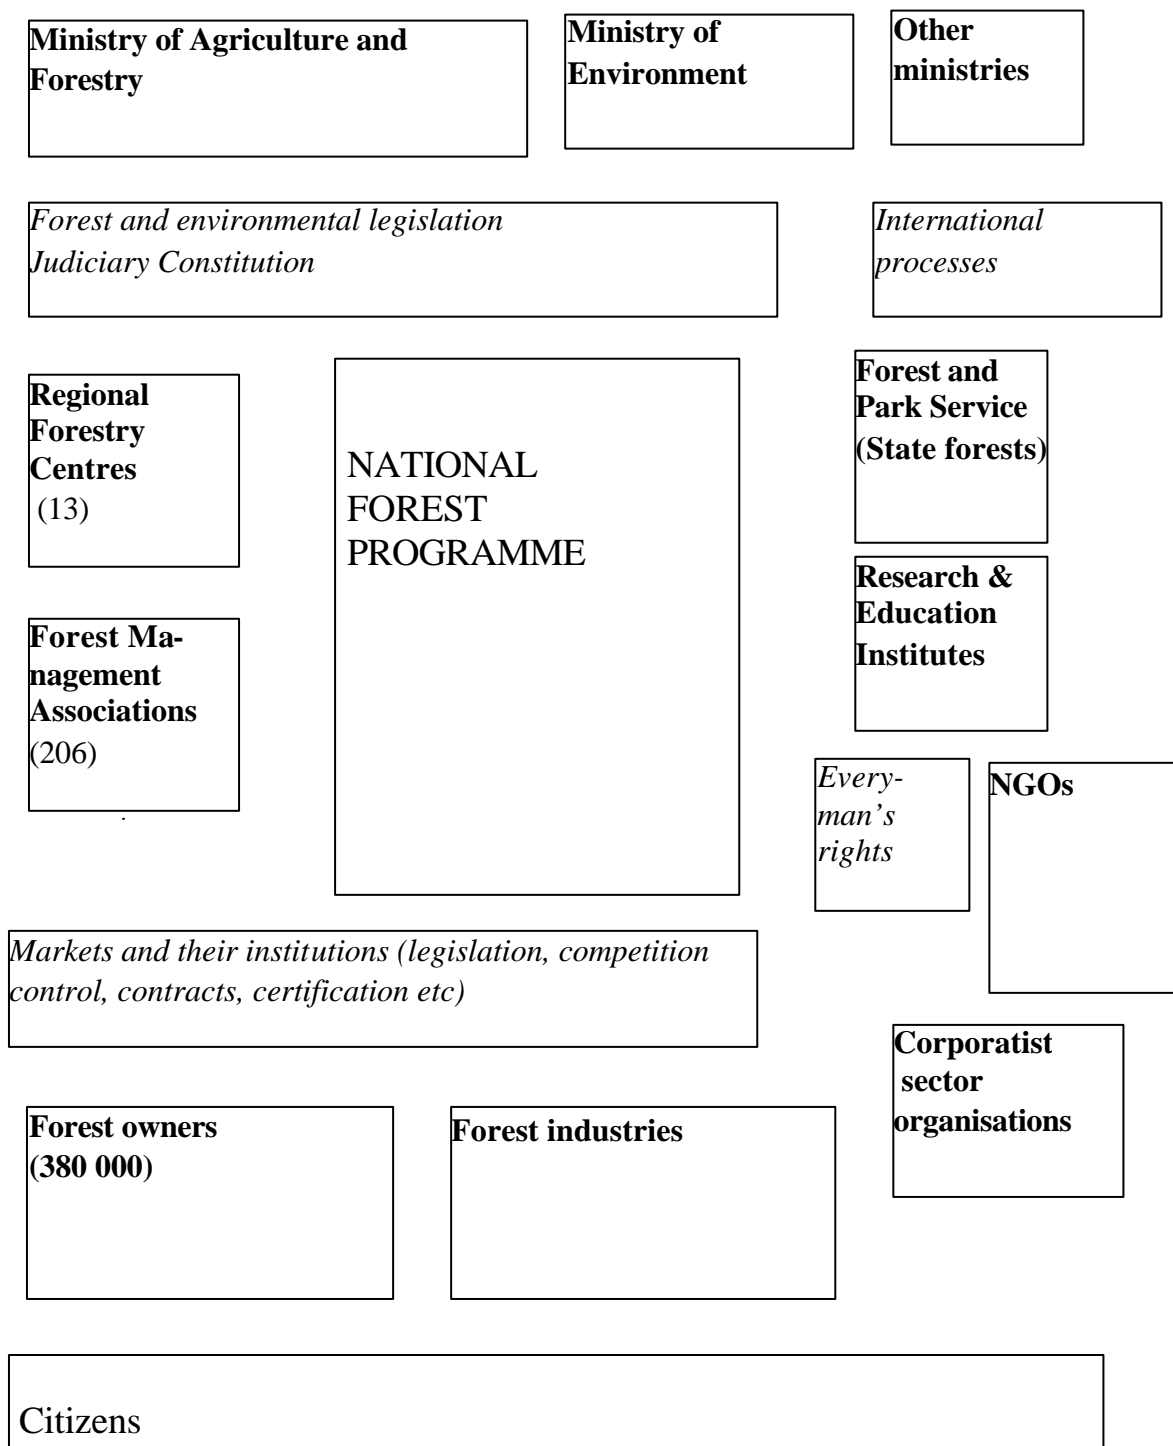 Ministry of Agriculture and
Forestry
Ministry of
Environment
Other
ministries
Forest and environmental legislation
Judiciary Constitution
International
processes
Regional
Forestry
Centres
(13)
NATIONAL
FOREST
PROGRAMME
Forest and
Park Service
(State forests)
Research &
Education
Institutes
Forest Ma-
nagement
Associations
(206)
Every-
man’s
rights
NGOs
Markets and their institutions (legislation, competition
control, contracts, certification etc)
Corporatist
sector
organisations
Forest owners
(380 000)
Forest industries
Citizens